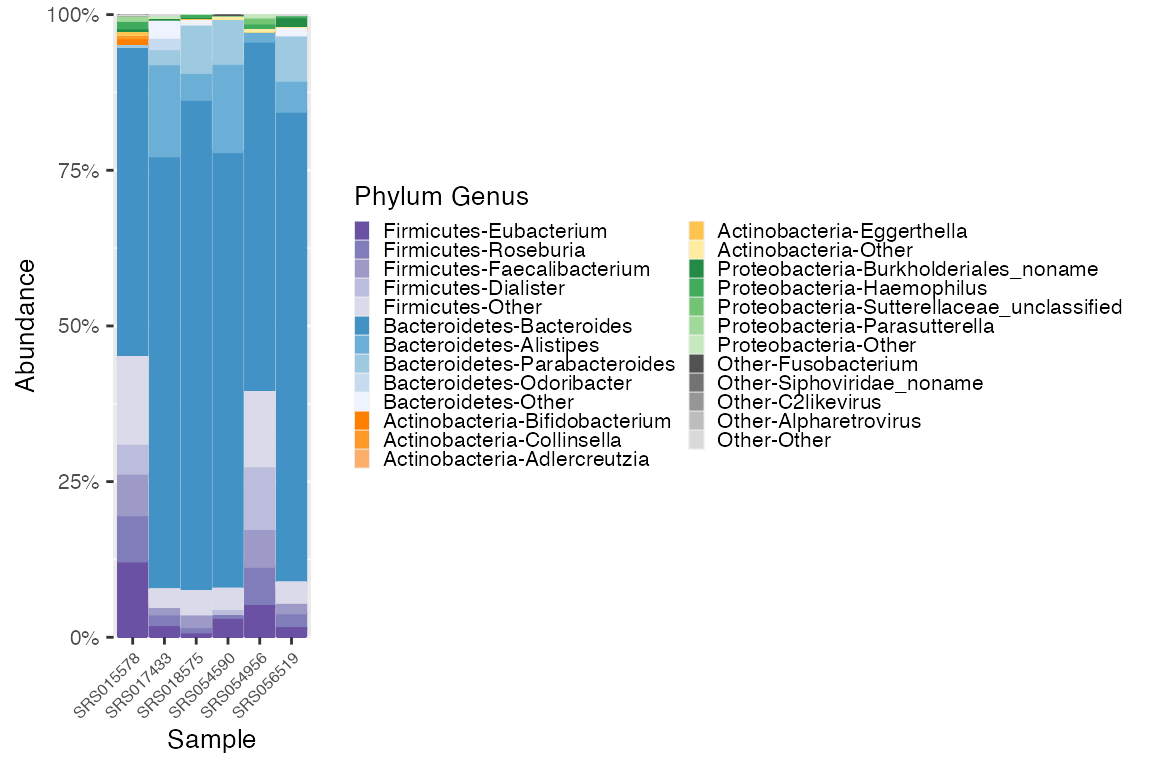 100%
75%
50%
25%
0%
Abundance
SRS015578
SRS017433
SRS018575
SRS054590
SRS054956
SRS056519
Sample
Phylum Genus
Firmicutes-Eubacterium
Firmicutes-Roseburia
Firmicutes-Faecalibacterium
Firmicutes-Dialister
Firmicutes-Other
Bacteroidetes-Bacteroides
Bacteroidetes-Alistipes
Bacteroidetes-Parabacteroides
Bacteroidetes-Odoribacter
Bacteroidetes-Other
Actinobacteria-Bifidobacterium
Actinobacteria-Collinsella
Actinobacteria-Adlercreutzia
Actinobacteria-Eggerthella
Actinobacteria-Other
Proteobacteria-Burkholderiales_noname
Proteobacteria-Haemophilus
Proteobacteria-Sutterellaceae_unclassified
Proteobacteria-Parasutterella
Proteobacteria-Other
Other-Fusobacterium
Other-Siphoviridae_noname
Other-C2likevirus
Other-Alpharetrovirus
Other-Other